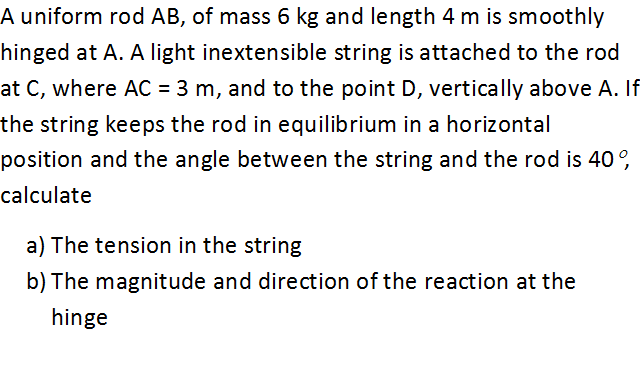 A uniform rod AB, of mass 6 kg and length 4 m is smoothly
hinged at A. A light inextensible string is attached to the rod
at C, where AC = 3 m, and to the point D, vertically above A. If
the string keeps the rod in equilibrium in a horizontal
position and the angle between the string and the rod is 40°,
calculate
a) The tension in the string
b) The magnitude and direction of the reaction at the
hinge